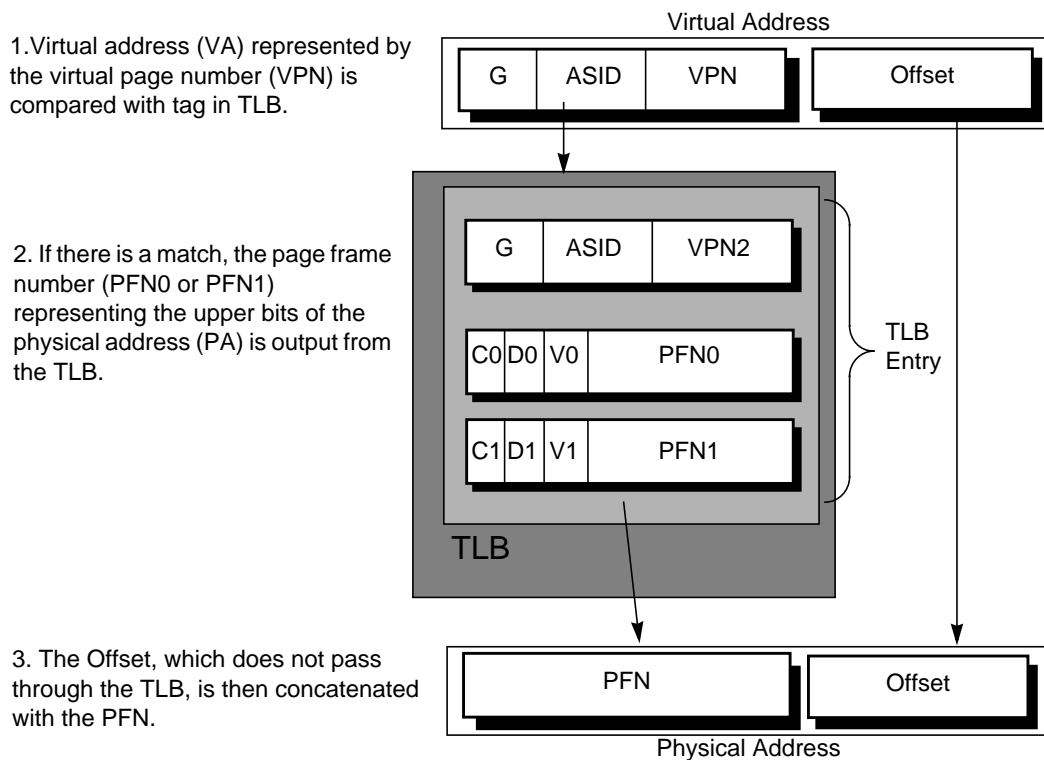 Virtual Address
1.Virtual address (VA) represented by
the virtual page number (VPN) is
compared with tag in TLB.
G ASID VPN Offset
2. If there is a match, the page frame
number (PFN0 or PFN1)
representing the upper bits of the
physical address (PA) is output from
the TLB.
G ASID VPN2
C0 D0 V0 PFN0
C1 D1 V1 PFN1
TLB
Entry
TLB
3. The Offset, which does not pass
through the TLB, is then concatenated
with the PFN.
PFN Offset
Physical Address